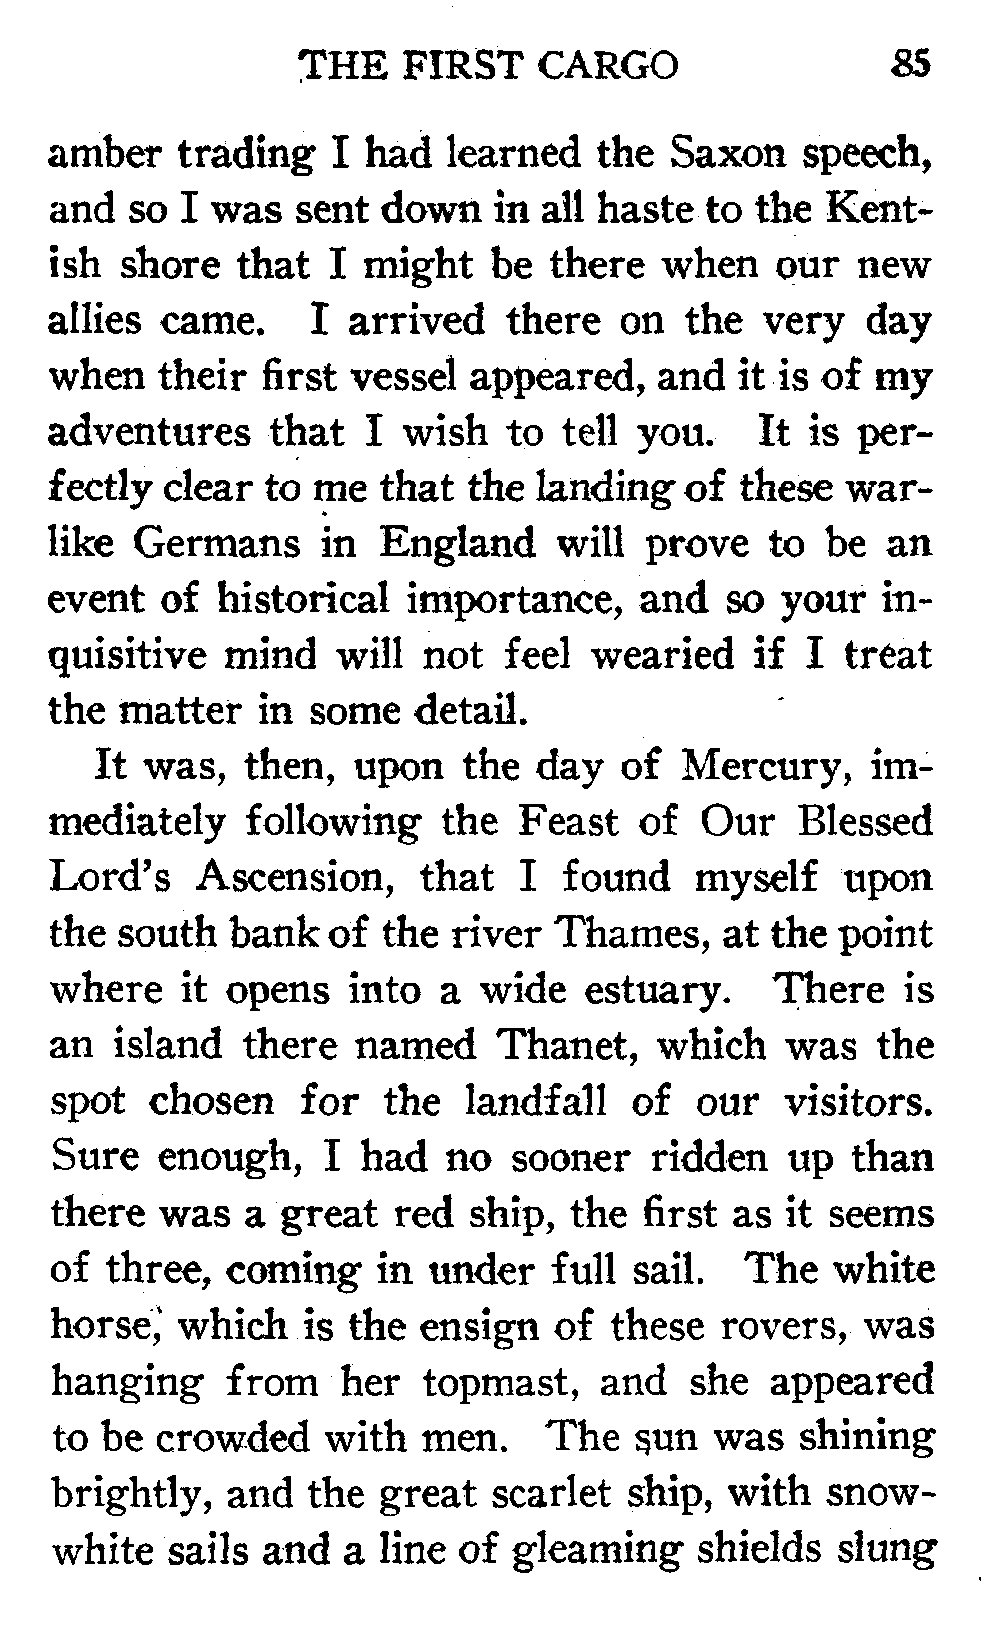 THE FIRST CARGO 85
amber trading I had learned the Saxon speech,
and so I was sent down in all haste to the Kent-
ish shore that I might be there when our new
allies came. I arrived there on the very day
when their first vessel appeared, and it is of my
adventures that I wish to tell you. It is per-
fectly clear to me that the landing of these war-
like Germans in England will prove to be an
event of historical importance, and so your in-
quisitive mind will not feel wearied if I treat
the matter in some detail.
It was, then, upon the day of Mercury, im-
mediately following the Feast of Our Blessed
Lord's Ascension, that I found myself upon
the south bank of the river Thames, at the point
where it opens into a wide estuary. There is
an island there named Thanet, which was the
spot chosen for the landfall of our visitors.
Sure enough, I had no sooner ridden up than
there was a great red ship, the first as it seems
of three, coming in under full sail. The white
horse, which is the ensign of these rovers, was
hanging from her topmast, and she appeared
to be crowded with men. The sun was shining
brightly, and the great scarlet ship, with snow-
white sails and a line of gleaming shields slung